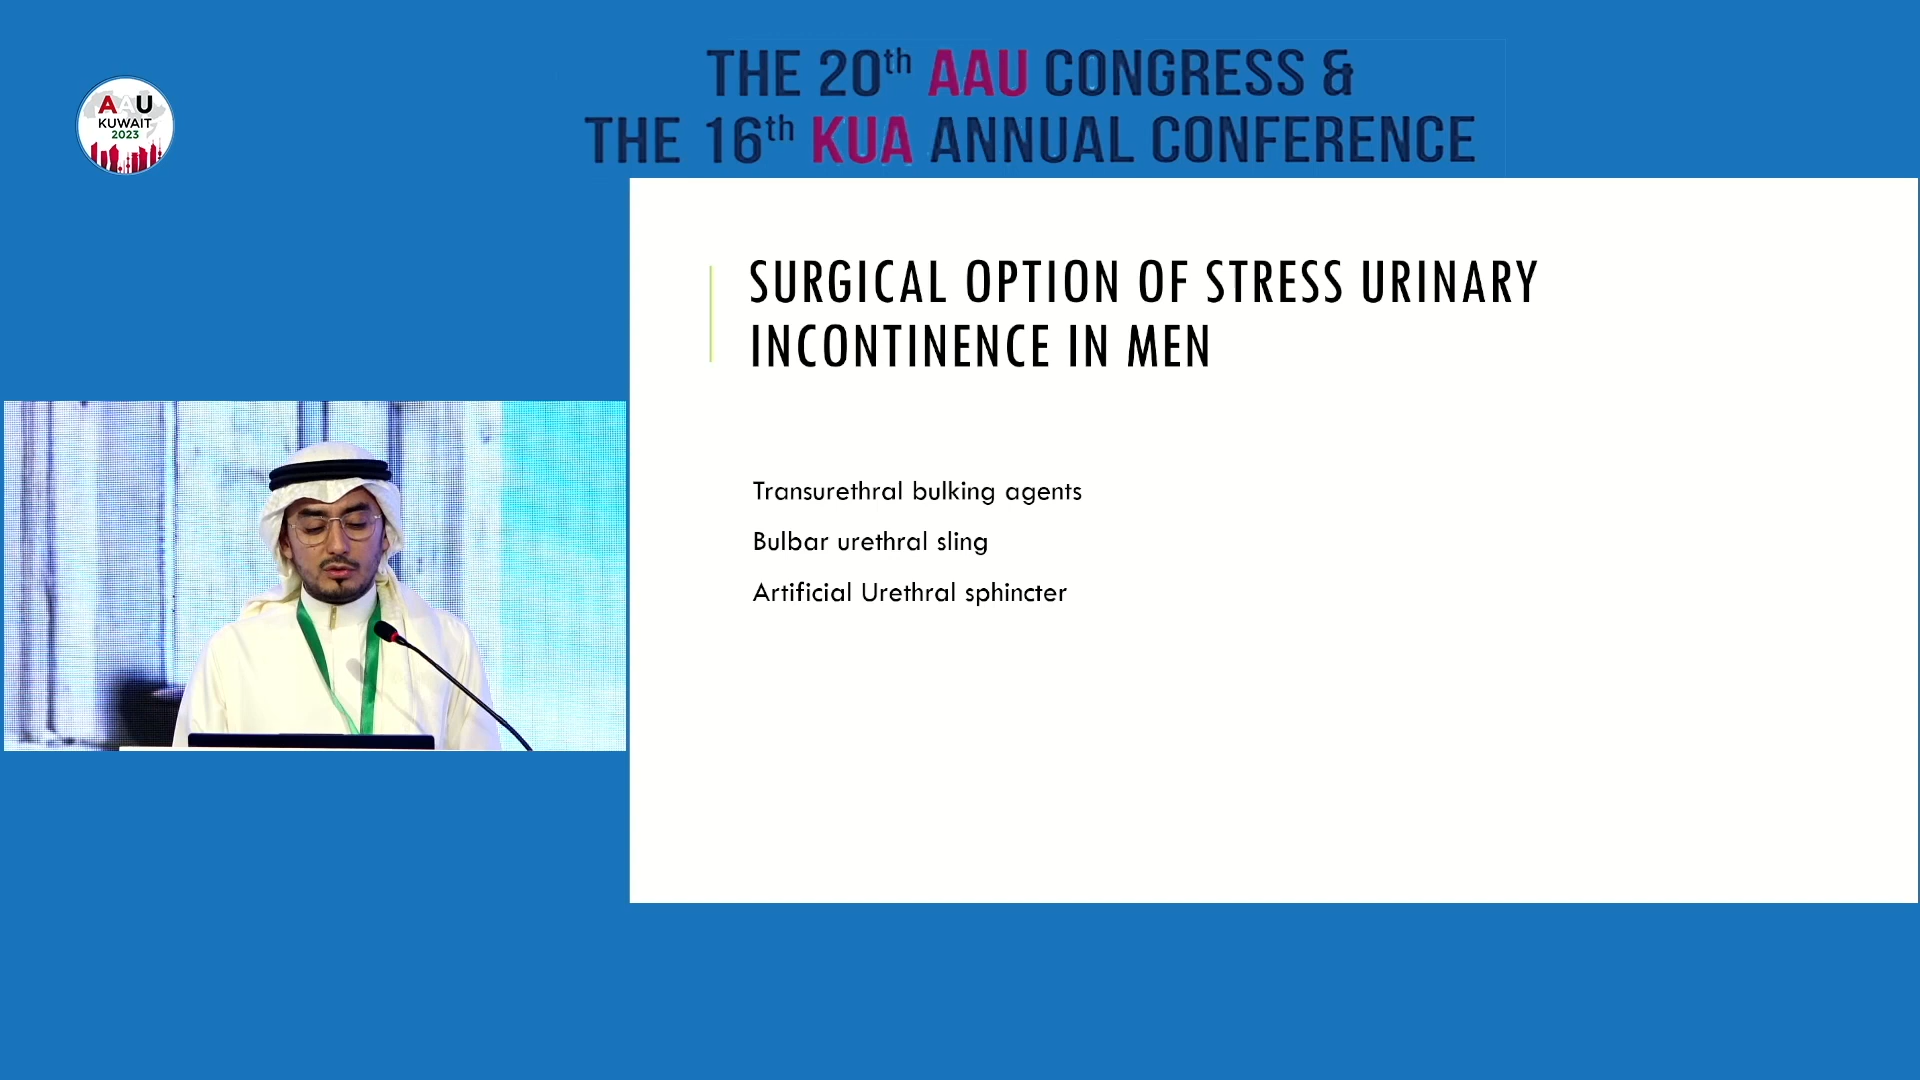 AAU
KUWAIT
2023
THE 20th AAU CONGRESS &
THE 16th KUA ANNUAL CONFERENCE
SURGICAL OPTION OF STRESS URINARY
INCONTINENCE IN MEN
Transurethral bulking agents
Bulbar urethral sling
Artificial Urethral sphincter